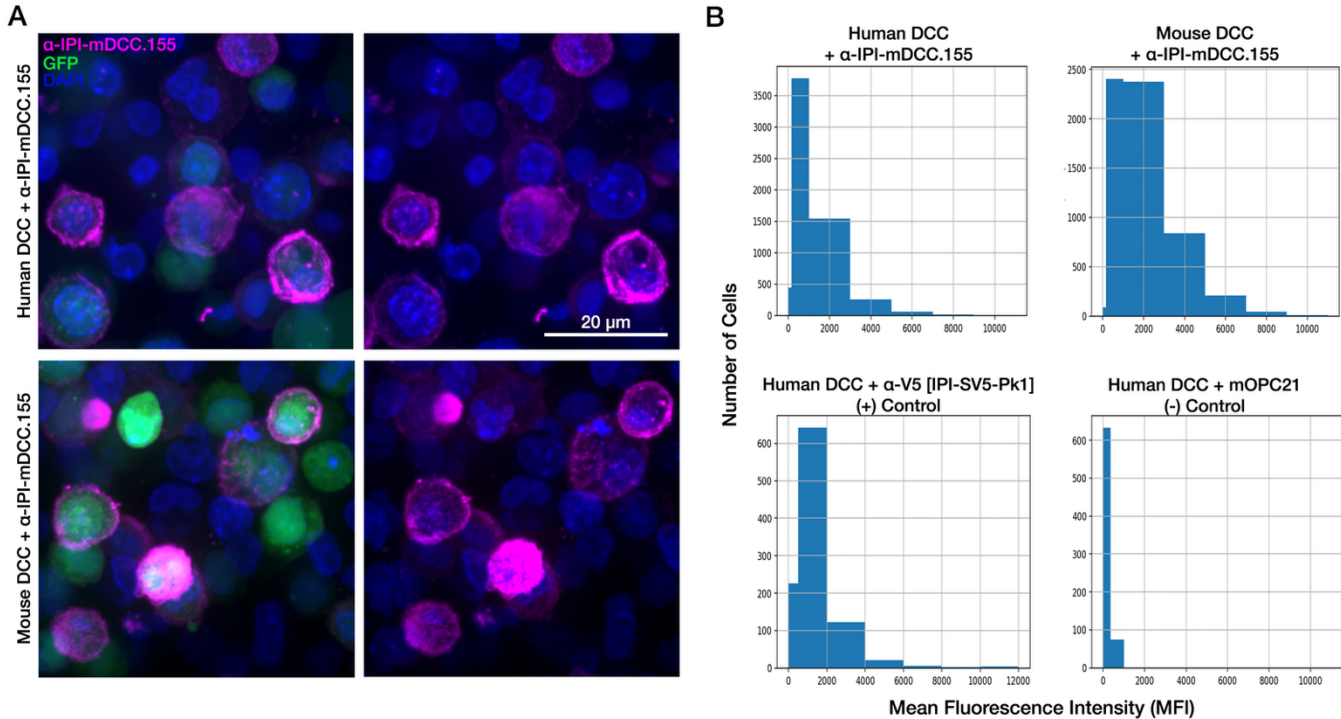 A
B
α-IPI-mDCC.155
GFP
DAPI
Human DCC + α-IPI-mDCC.155
20 µm
Mouse DCC + α-IPI-mDCC.155
Number of Cells
Human DCC
+ α-IPI-mDCC.155
3500
3000
2500
2000
1500
1000
500
0
0 2000 4000 6000 8000 10000
Mouse DCC
+ α-IPI-mDCC.155
2500
2000
1500
1000
500
0
0 2000 4000 6000 8000 10000
Human DCC + α-V5 [IPI-SV5-Pk1]
(+) Control
600
500
400
300
200
100
0
0 2000 4000 6000 8000 10000 12000
Human DCC + mOPC21
(-) Control
600
500
400
300
200
100
0
0 2000 4000 6000 8000 10000
Mean Fluorescence Intensity (MFI)